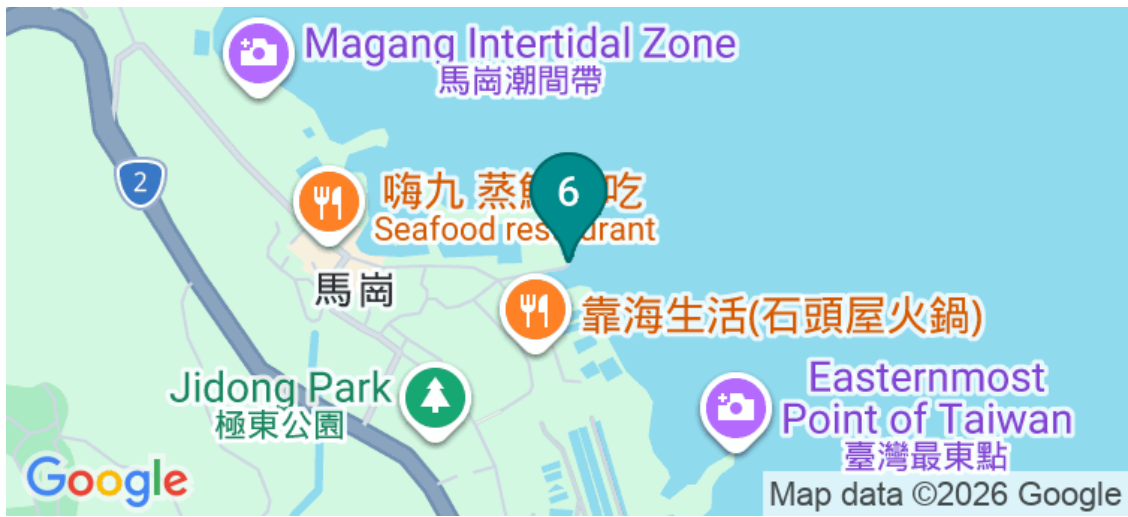 Magang Intertidal Zone
馬崗潮間帶
2
嗨九 蒸
吃
6
Seafood restaurant
馬崗
靠海生活(石頭屋火鍋)
Jidong Park
極東公園
Easternmost
Point of Taiwan
臺灣最東點
Google
Map data ©2026 Google